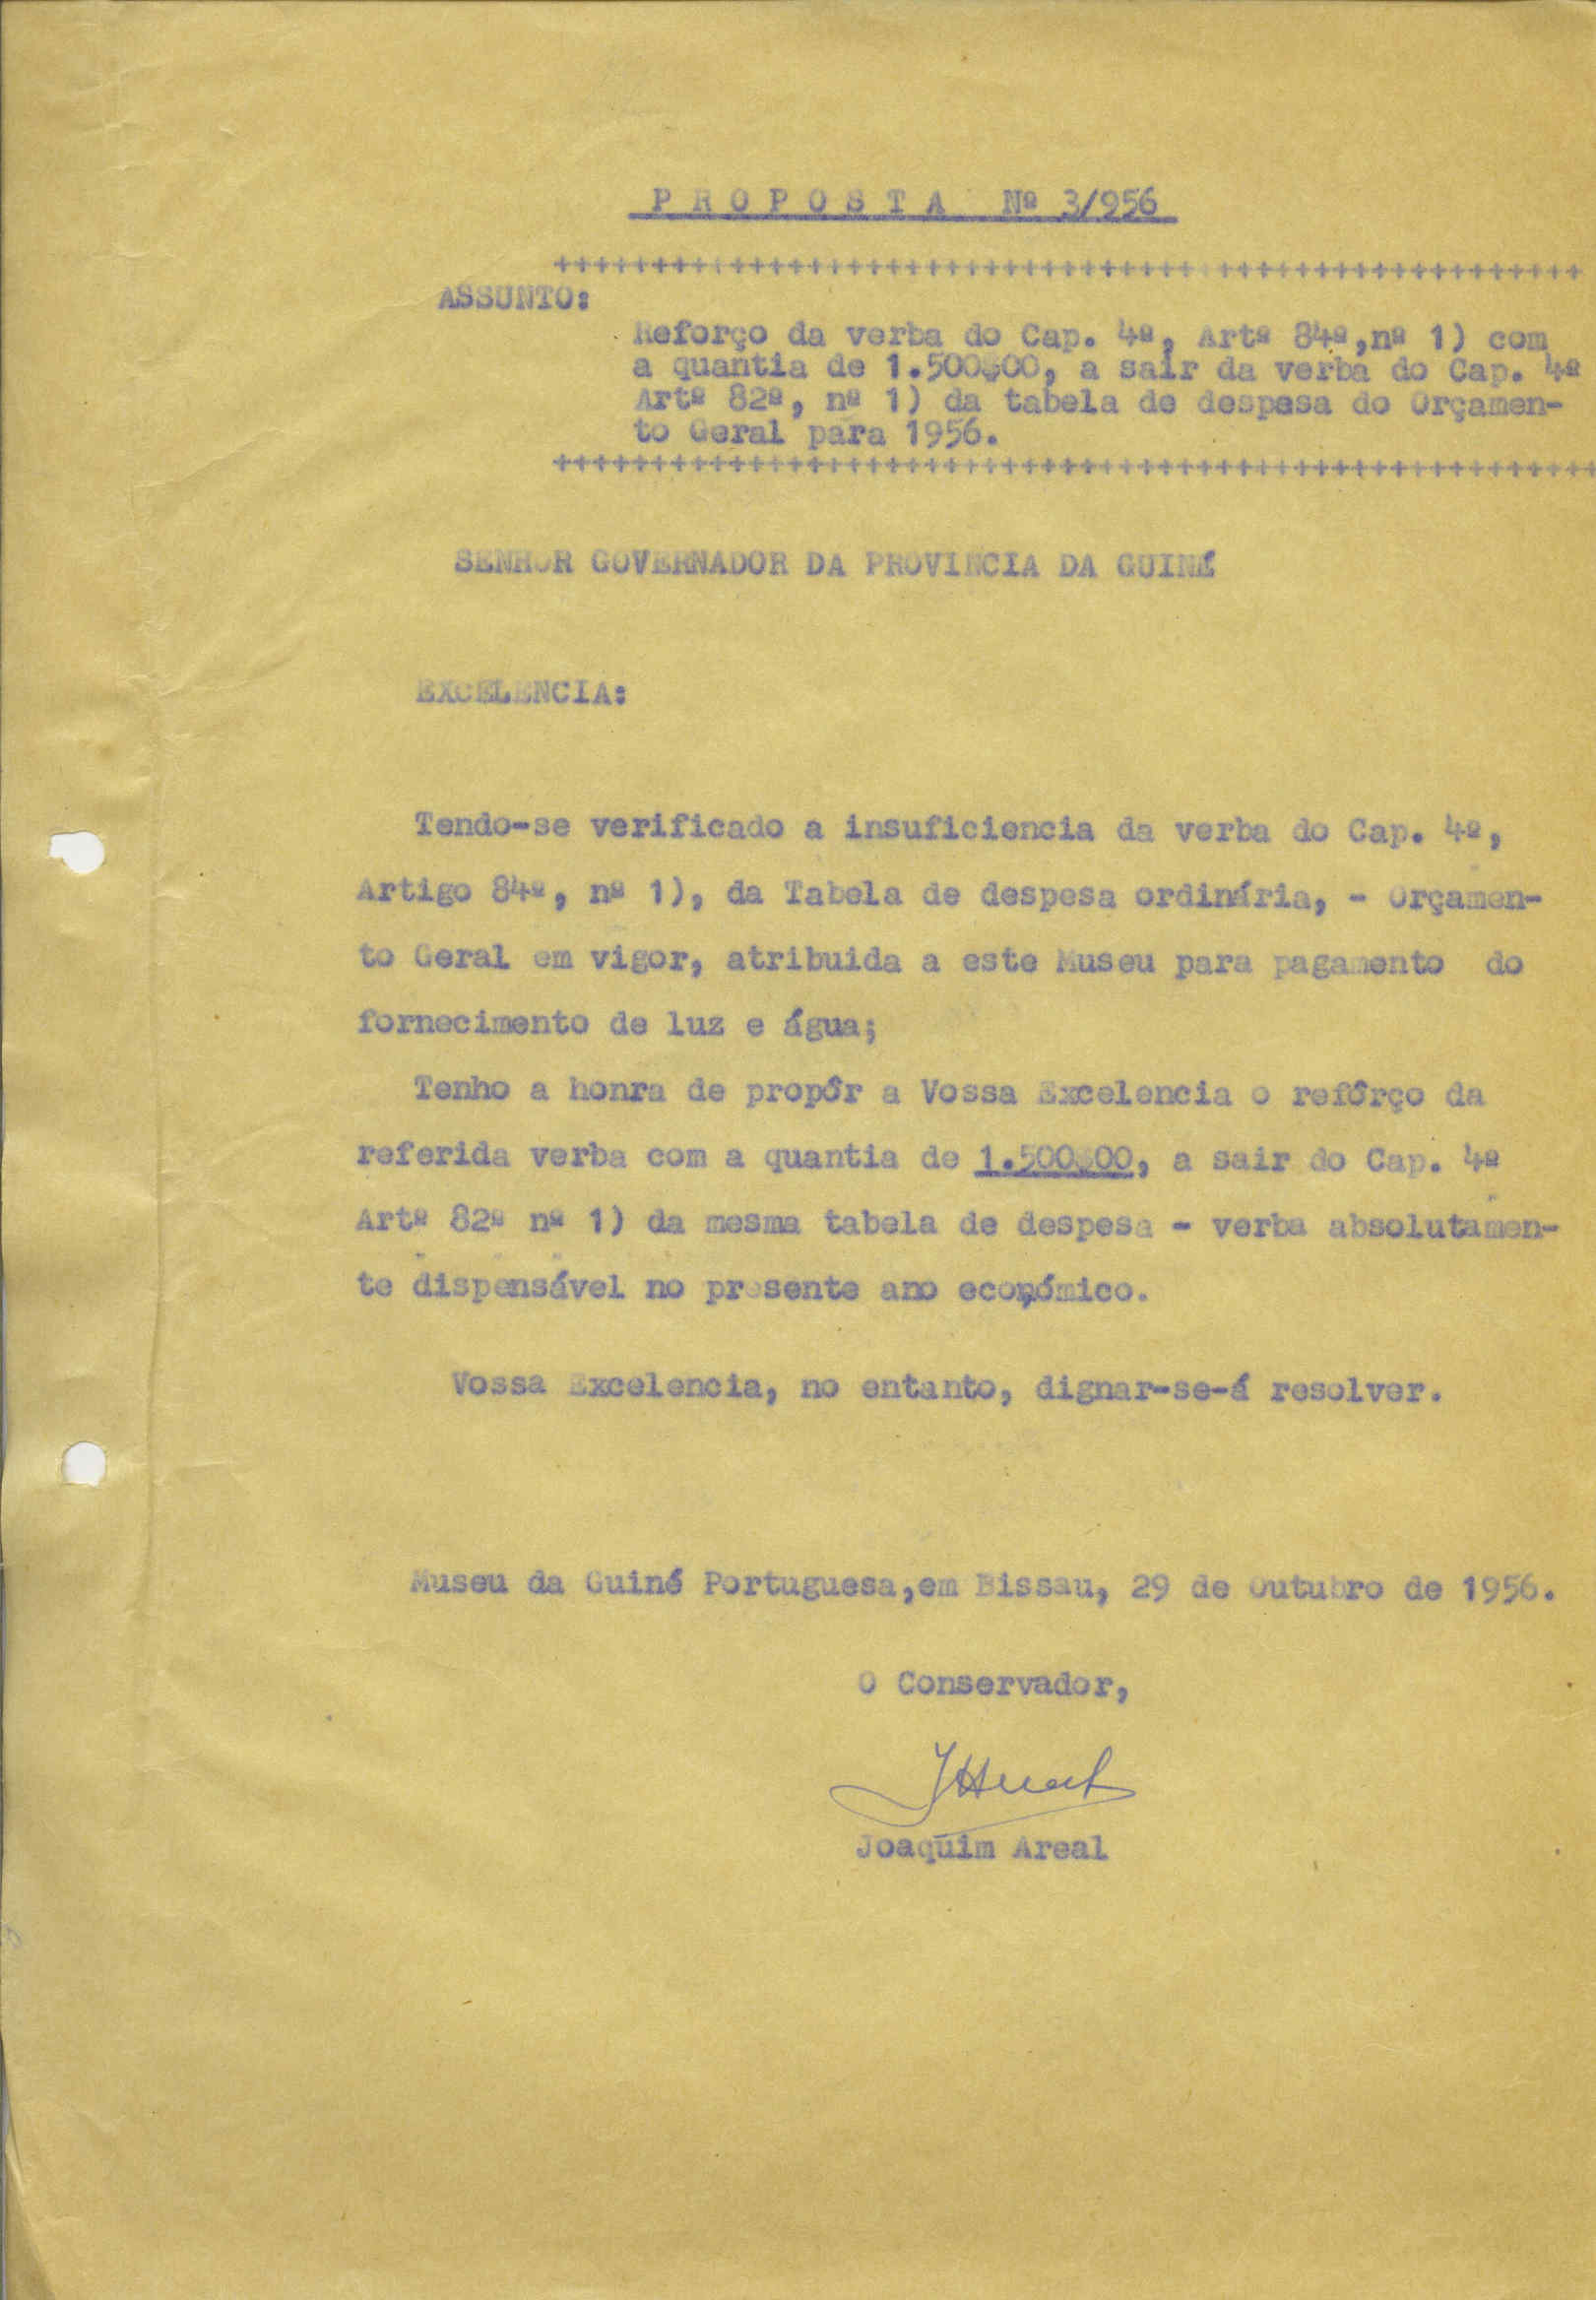 P R O P O S T A   Nº 3/956
++++++++++++++++++++++++++++++++++++++++++++++++++++
ASSUNTO:
Reforço da verba do Cap. 4º, Artº 84º,nº 1) com
a quantia de 1.500$00, a sair da verba do Cap. 4º
Artº 82º, nº 1) da tabela de despesa do Orçamen-
to Geral para 1956.
+++++++++++++++++++++++++++++++++++++++++++++++++++++
SENHOR GOVERNADOR DA PROVINCIA DA GUINÉ
EXCELENCIA:
Tendo-se verificado a insuficiencia da verba do Cap. 4º,
Artigo 84º, nº 1), da Tabela de despesa ordinária, - Orçamen-
to Geral em vigor, atribuida a este Museu para pagamento do
fornecimento de luz e água;
Tenho a honra de propôr a Vossa Excelencia o refôrço da
referida verba com a quantia de 1.500$00, a sair do Cap. 4º
Artº 82º nº 1) da mesma tabela de despesa - verba absolutamen-
te dispensável no presente ano económico.
Vossa Excelencia, no entanto, dignar-se-á resolver.
Museu da Guiné Portuguesa,em Bissau, 29 de Outubro de 1956.
O Conservador,
Joaquim Areal